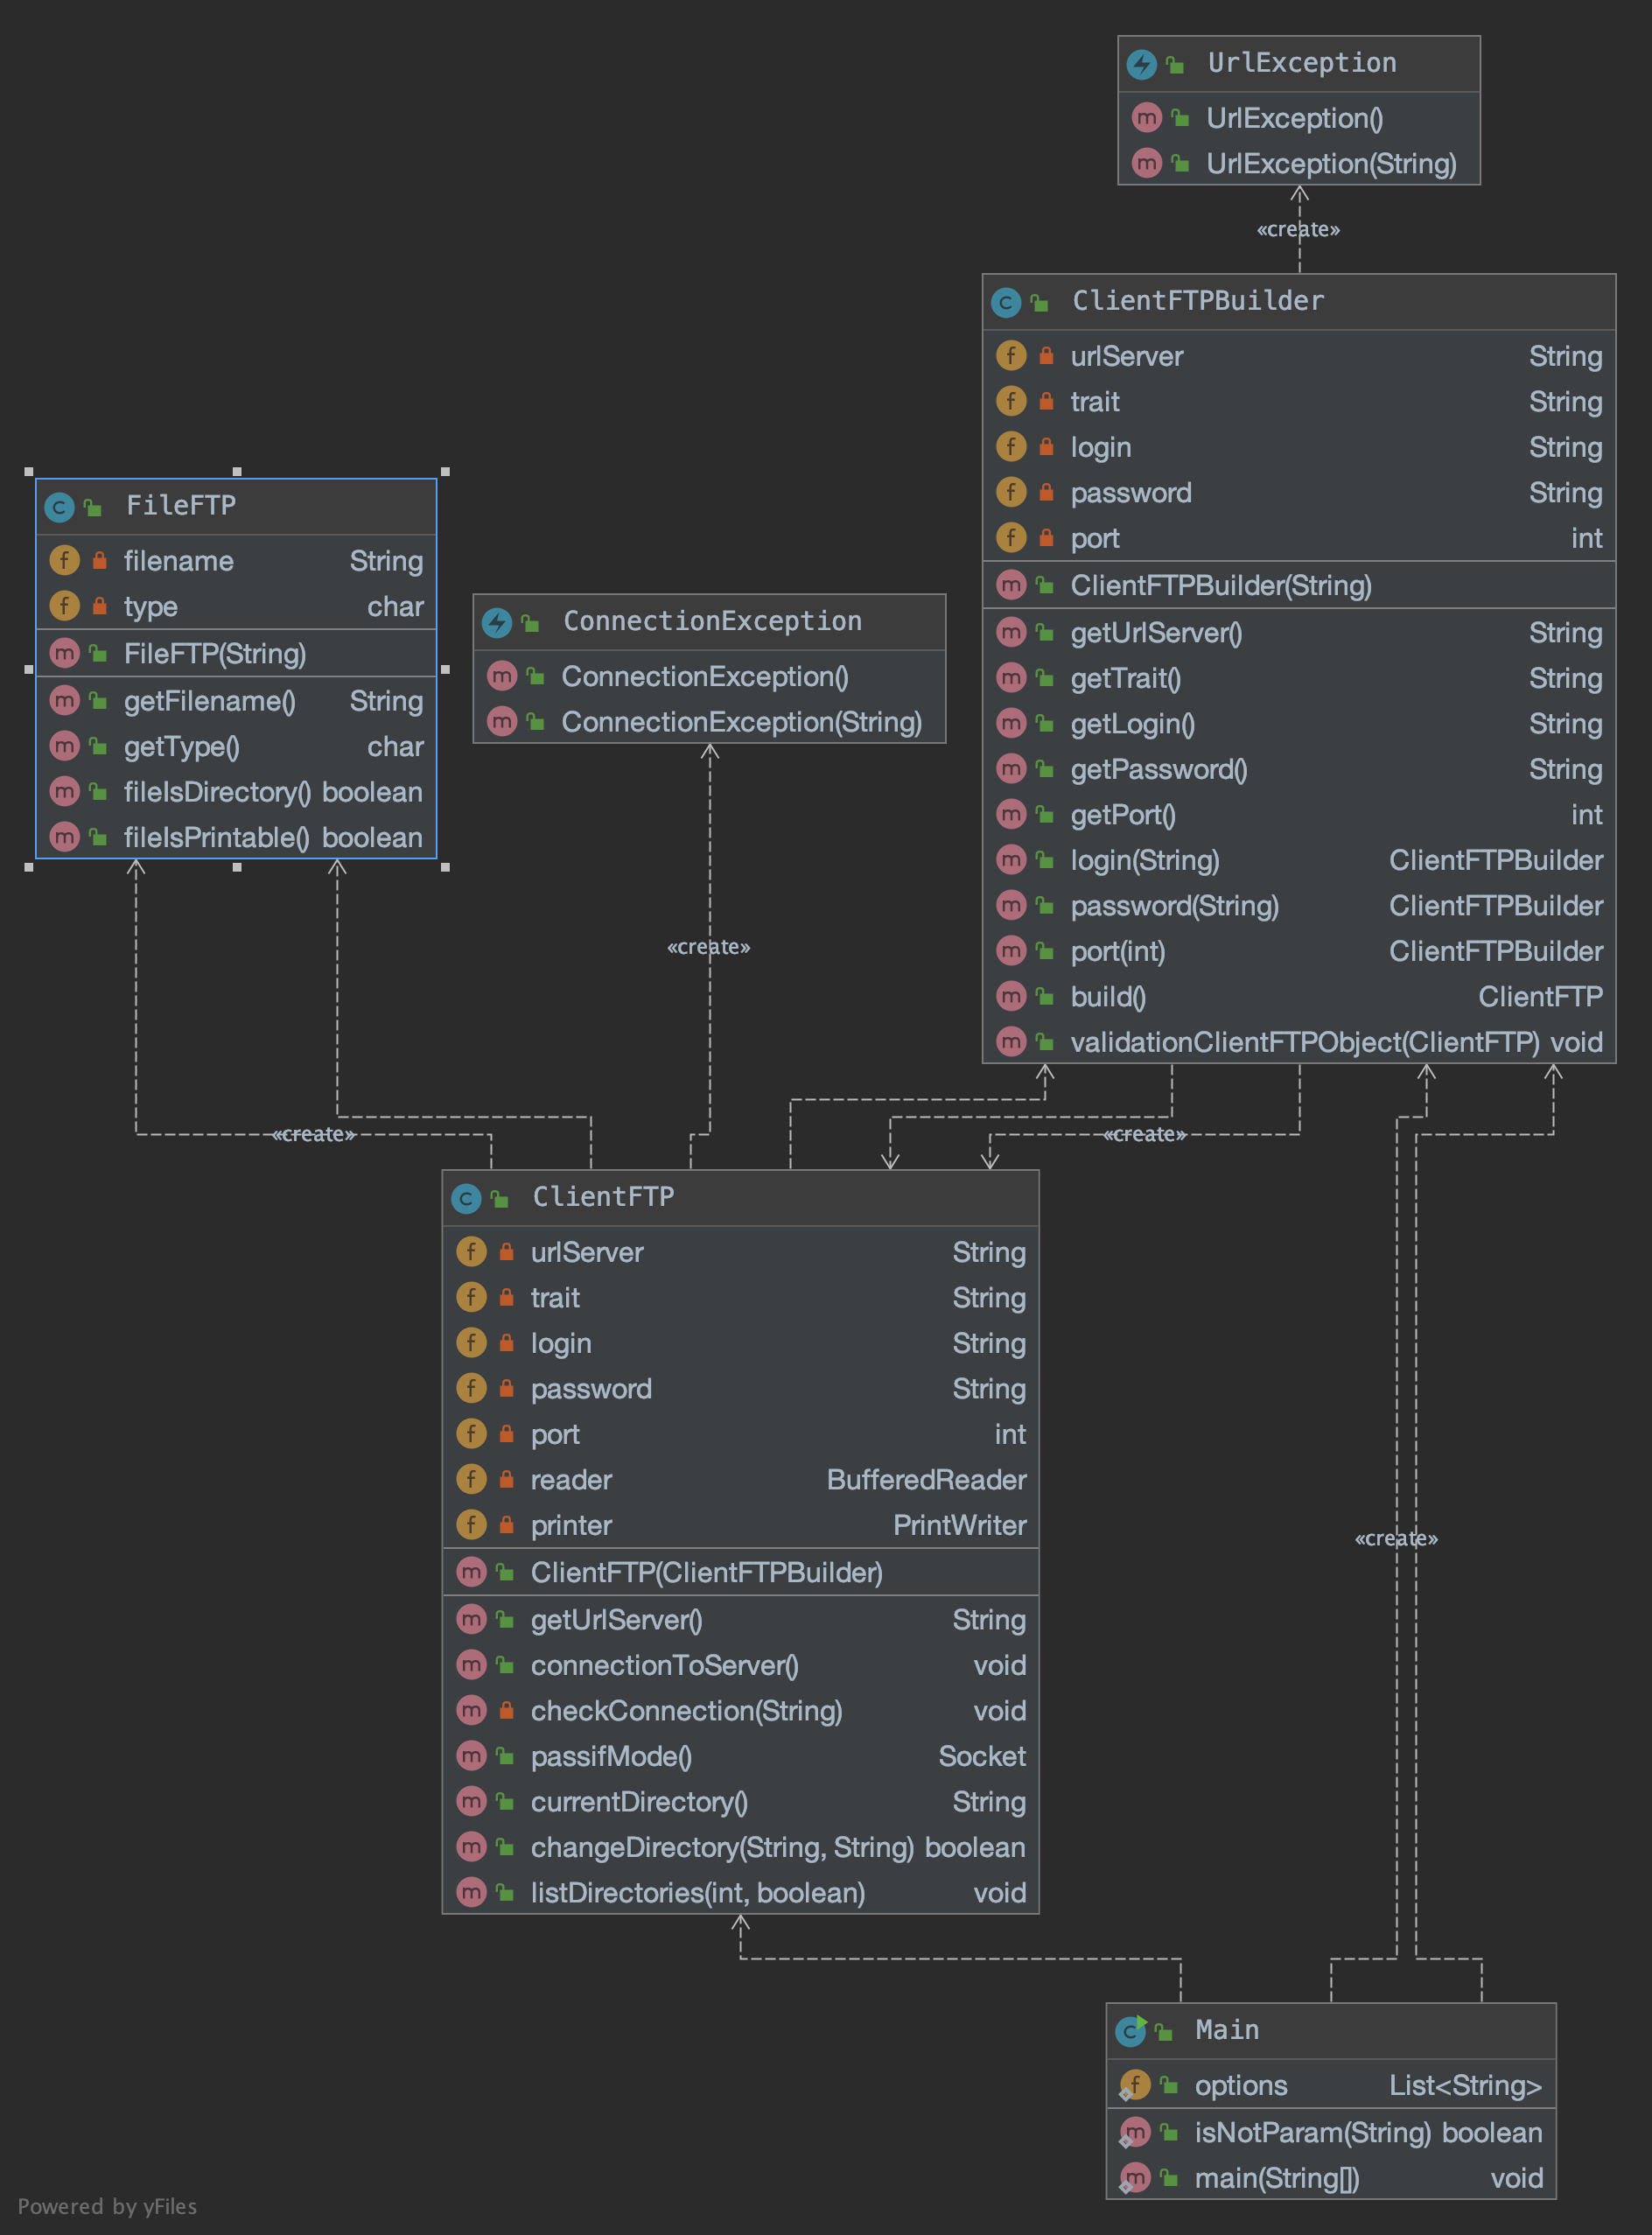 UrlException
UrlException()
UrlException(String)
«create»
ClientFTPBuilder
urlServer String
trait String
login String
password String
port int
ClientFTPBuilder(String)
getUrlServer() String
getTrait() String
getLogin() String
getPassword() String
getPort() int
login(String) ClientFTPBuilder
password(String) ClientFTPBuilder
port(int) ClientFTPBuilder
build() ClientFTP
validationClientFTPObject(ClientFTP) void
FileFTP
filename String
type char
FileFTP(String)
getFilename() String
getType() char
fileIsDirectory() boolean
fileIsPrintable() boolean
ConnectionException
ConnectionException()
ConnectionException(String)
«create»
«create»
«create»
ClientFTP
urlServer String
trait String
login String
password String
port int
reader BufferedReader
printer PrintWriter
ClientFTP(ClientFTPBuilder)
getUrlServer() String
connectionToServer() void
checkConnection(String) void
passifMode() Socket
currentDirectory() String
changeDirectory(String, String) boolean
listDirectories(int, boolean) void
«create»
Main
options List<String>
isNotParam(String) boolean
main(String[]) void
Powered by yFiles